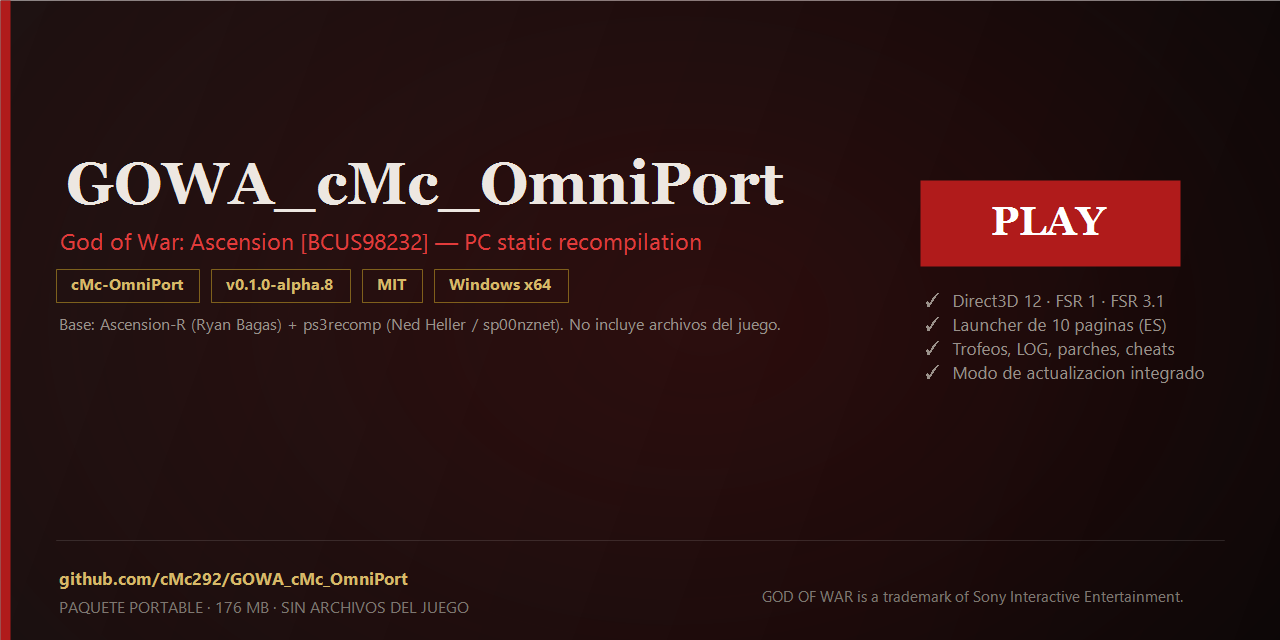 GOWA_cMc_OmniPort
God of War: Ascension [BCUS98232] — PC static recompilation
cMc-OmniPort
v0.1.0-alpha.8
MIT
Windows x64
Base: Ascension-R (Ryan Bagas) + ps3recomp (Ned Heller / sp00nznet). No incluye archivos del juego.
PLAY
✓ Direct3D 12 · FSR 1 · FSR 3.1
✓ Launcher de 10 paginas (ES)
✓ Trofeos, LOG, parches, cheats
✓ Modo de actualizacion integrado
github.com/cMc292/GOWA_cMc_OmniPort
PAQUETE PORTABLE · 176 MB · SIN ARCHIVOS DEL JUEGO
GOD OF WAR is a trademark of Sony Interactive Entertainment.